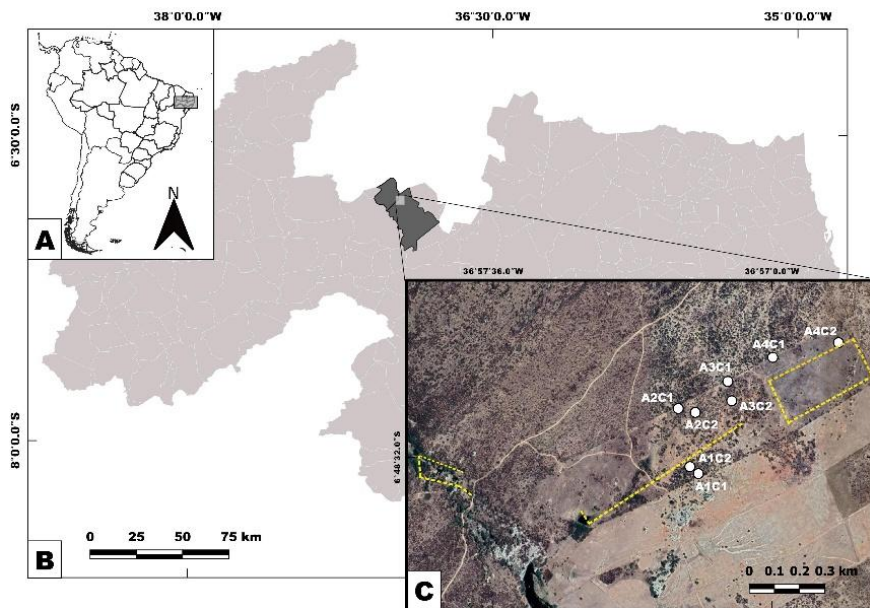 38°0'0.0"W 36°30'0.0"W 35°0'0.0"W
6°30'0.0"S
N
A
36°57'36.0"W 36°57'0.0"W
A4C1 A4C2
A3C1
A2C1
A3C2
A2C2
A1C2
A1C1
6°48'32.0"S
8°0'0.0"S
0 25 50 75 km
B
0 0.1 0.2 0.3 km
C